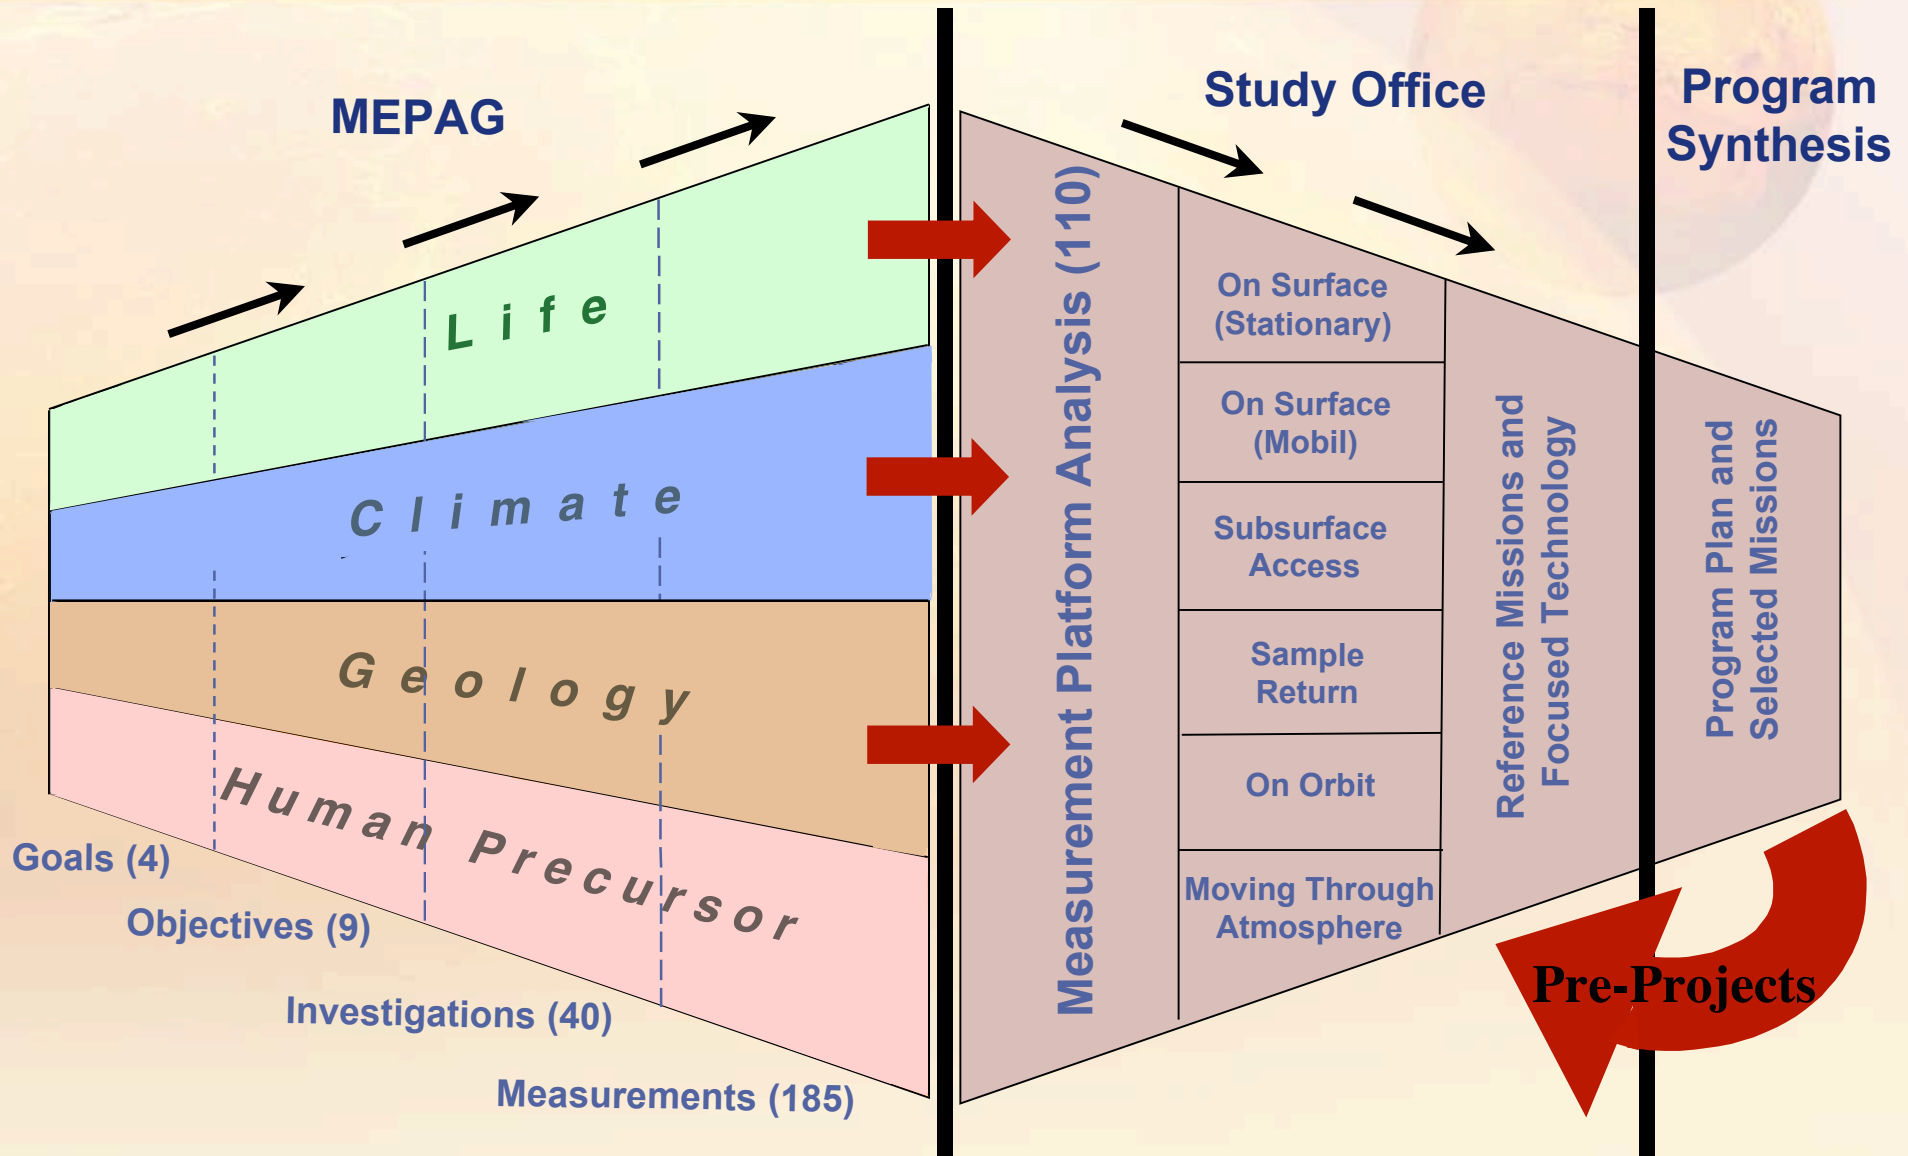 MEPAG
Life
Climate
Geology
Human Precursor
Goals (4)
Objectives (9)
Investigations (40)
Measurements (185)
Study Office
Measurement Platform Analysis (110)
On Surface
(Stationary)
On Surface
(Mobil)
Subsurface
Access
Sample
Return
On Orbit
Moving Through
Atmosphere
Reference Missions and
Focused Technology
Program
Synthesis
Program Plan and
Selected Missions
Pre-Projects